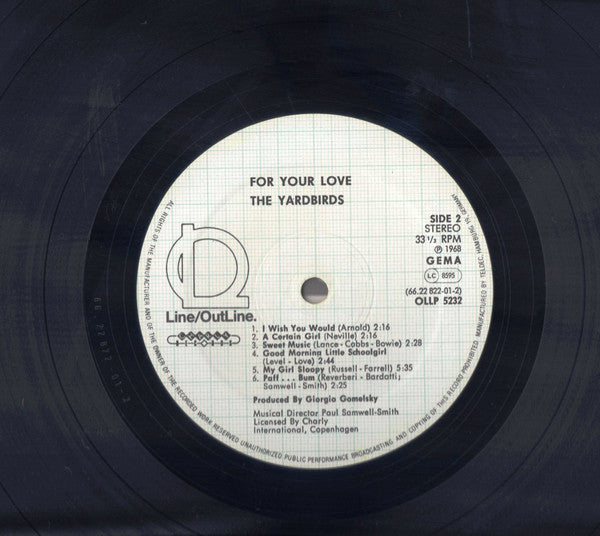 FOR YOUR LOVE
THE YARDBIRDS
SIDE 2
STEREO
33 1/3 RPM
Ⓟ 1968
GEMA
LC 8595
(66.22 822-01-2)
OLLP 5232
Line/OutLine.
1. I Wish You Would (Arnold) 2:16
2. A Certain Girl (Neville) 2:16
3. Sweet Music (Lance - Cobbs - Bowie) 2:28
4. Good Morning Little Schoolgirl
(Level - Love) 2:44
5. My Girl Sloopy (Russell - Farrell) 5:35
6. Paff . . . Bum (Reverberi - Bardotti;
Samwell-Smith) 2:25
Produced By Giorgio Gomelsky
Musical Director Paul Samwell-Smith
Licensed By Charly
International, Copenhagen
ALL RIGHTS OF THE MANUFACTURER AND OF THE OWNER OF THE RECORDED WORK RESERVED UNAUTHORIZED PUBLIC PERFORMANCE BROADCASTING AND COPYING OF THIS RECORD PROHIBITED MANUFACTURED BY TELDEC, HAMBURG 19, GERMANY